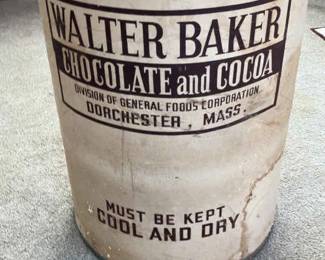 WALTER BAKER
CHOCOLATE and COCOA
DIVISION OF GENERAL FOODS CORPORATION.
DORCHESTER, MASS.
MUST BE KEPT
COOL AND DRY